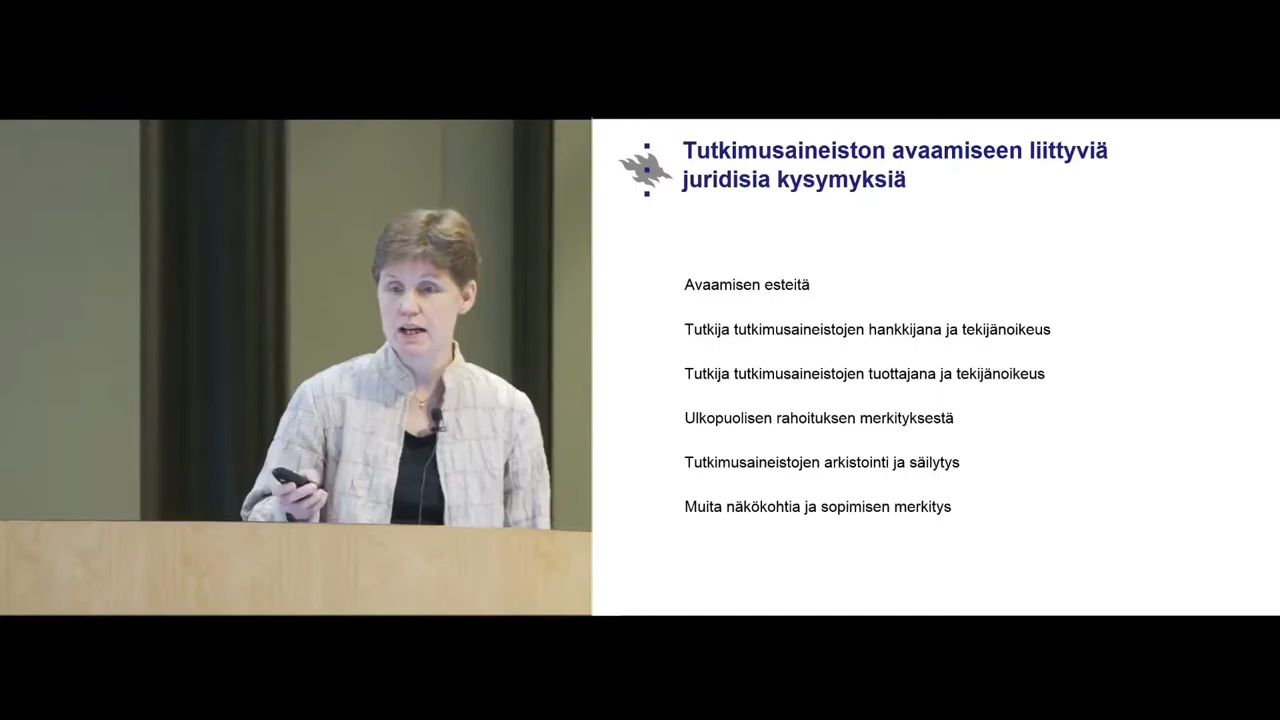 Tutkimusaineiston avaamiseen liittyviä
juridisia kysymyksiä
Avaamisen esteitä
Tutkija tutkimusaineistojen hankkijana ja tekijänoikeus
Tutkija tutkimusaineistojen tuottajana ja tekijänoikeus
Ulkopuolisen rahoituksen merkityksestä
Tutkimusaineistojen arkistointi ja säilytys
Muita näkökohtia ja sopimisen merkitys